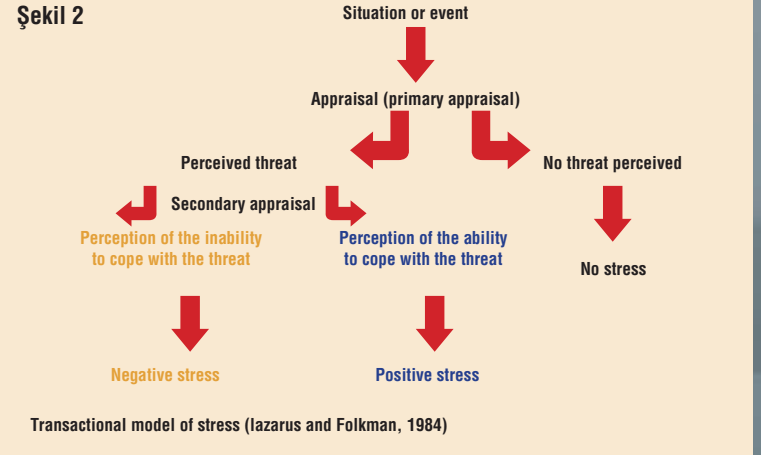 Şekil 2
Situation or event
Appraisal (primary appraisal)
Perceived threat
No threat perceived
Secondary appraisal
Perception of the inability
to cope with the threat
Perception of the ability
to cope with the threat
No stress
Negative stress
Positive stress
Transactional model of stress (lazarus and Folkman, 1984)